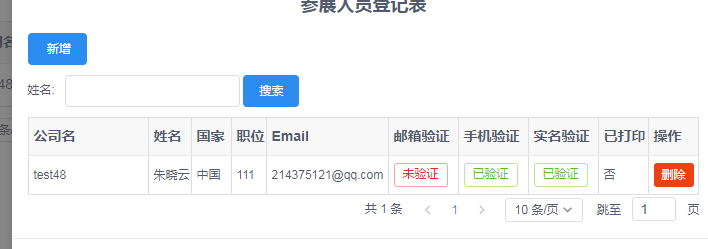 参展人员登记表
新增
姓名: 搜索
公司名 姓名 国家 职位 Email 邮箱验证 手机验证 实名验证 已打印 操作
test48 朱晓云 中国 111 214375121@qq.com 未验证 已验证 已验证 否 删除
共 1 条 1 10 条/页 跳至 1 页